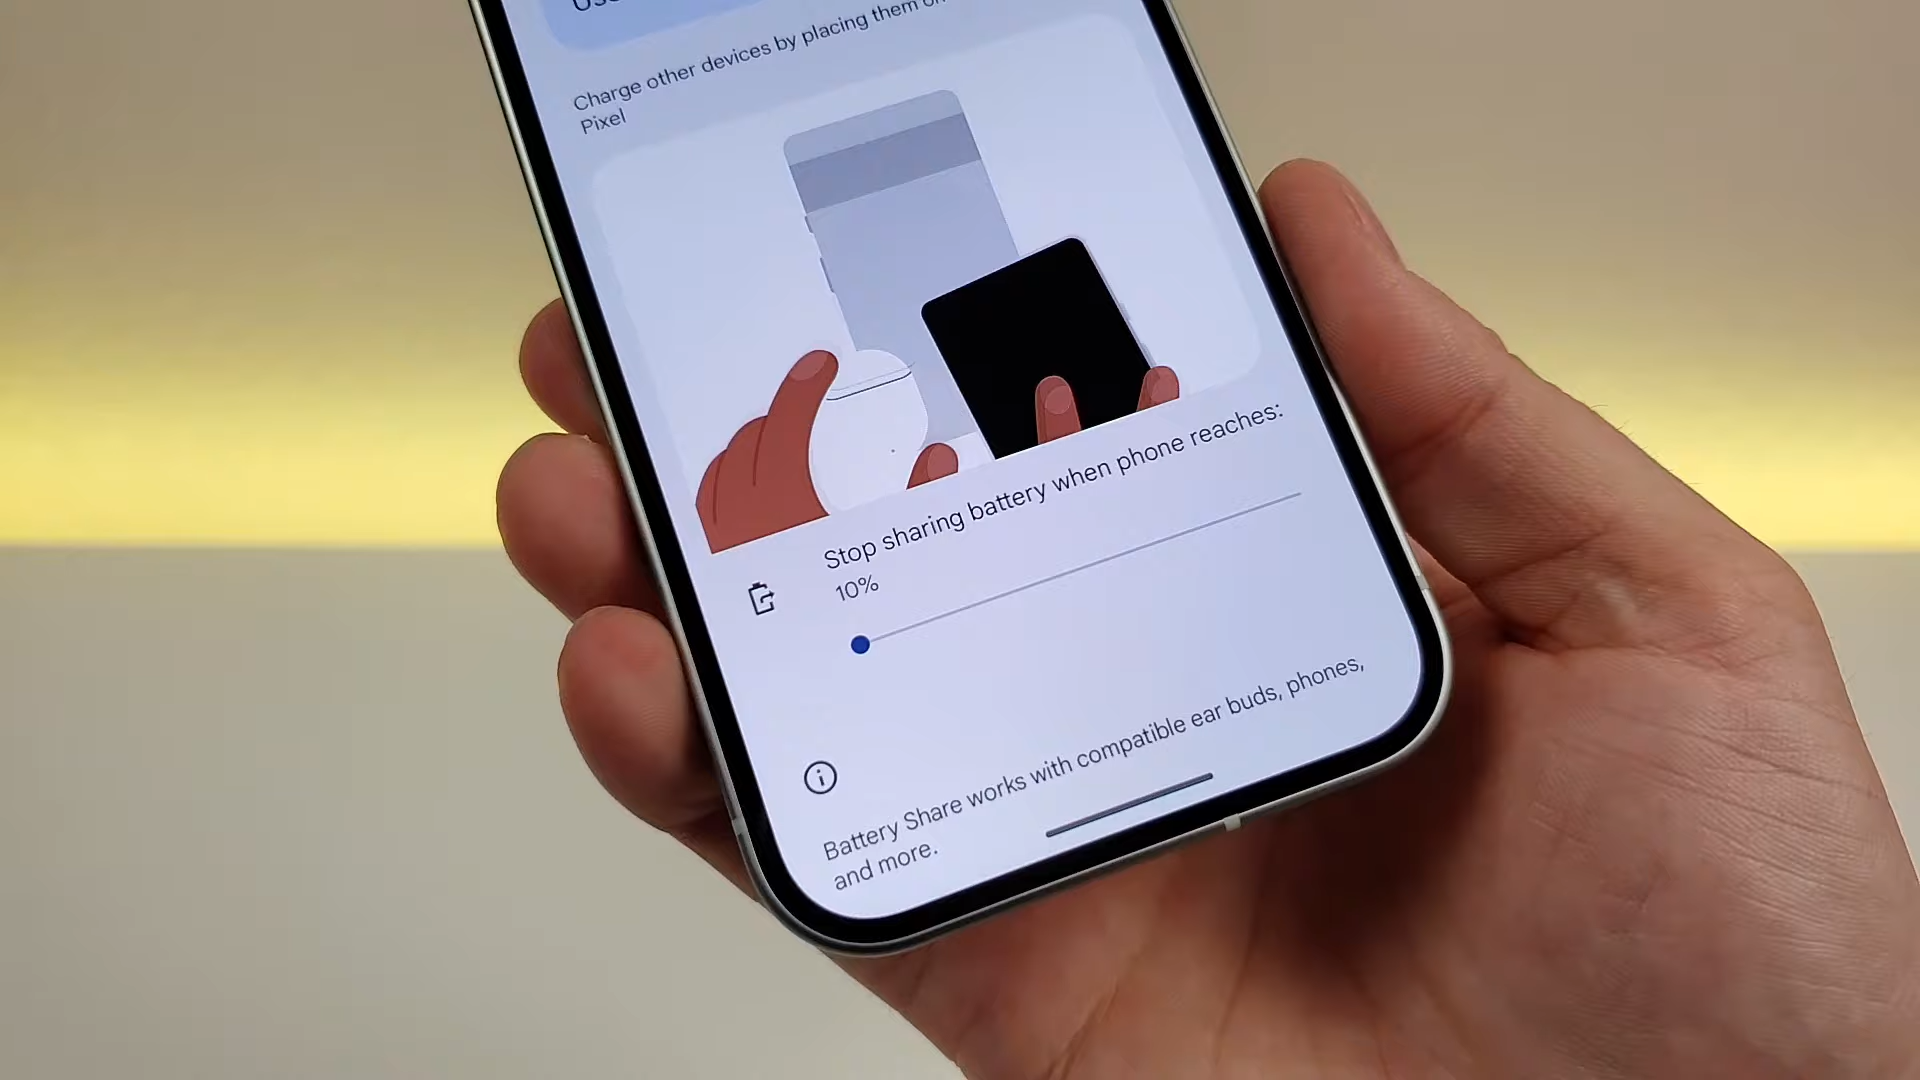 Charge other devices by placing them on
Pixel
Stop sharing battery when phone reaches:
10%
Battery Share works with compatible ear buds, phones,
and more.